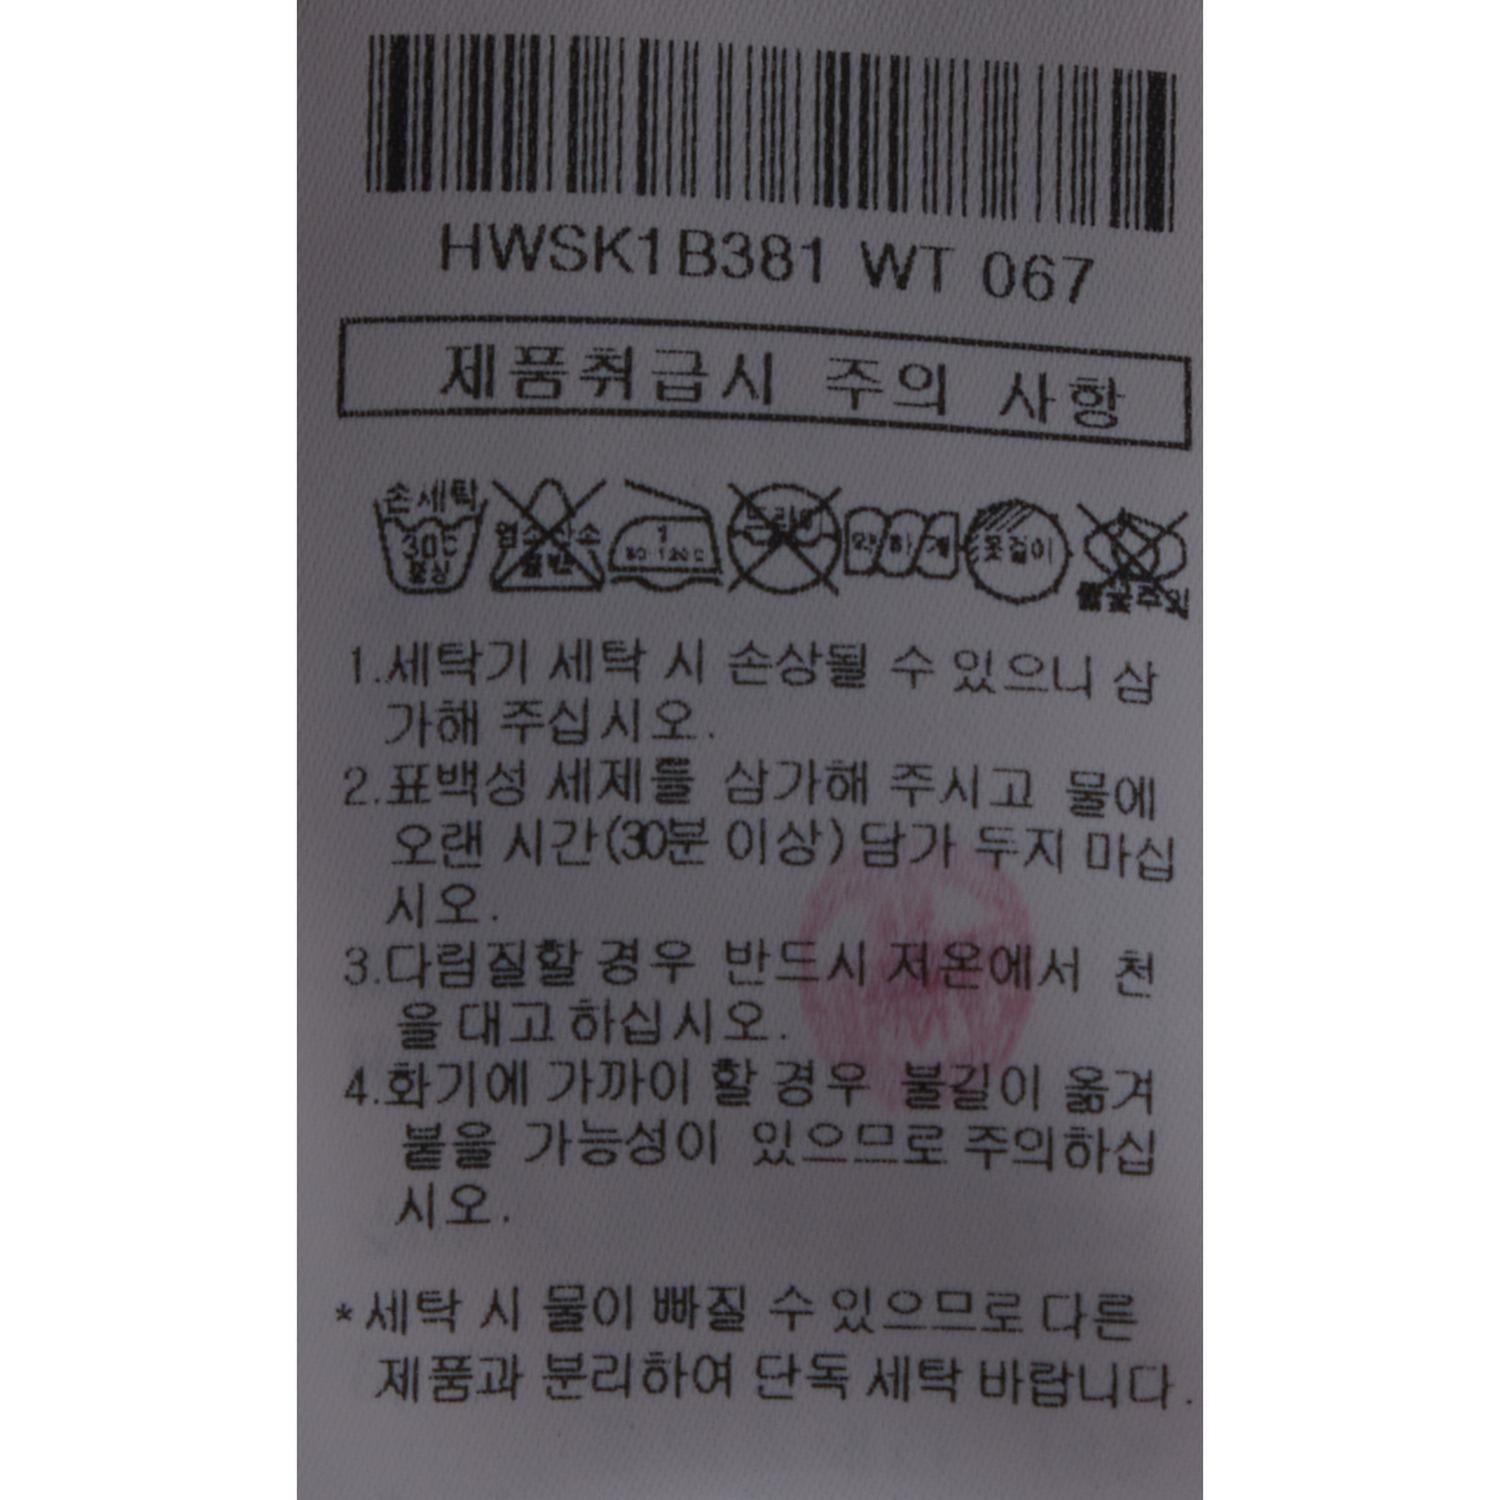 HWSK1B381 WT 067
제품취급시 주의 사항
손세탁 30℃ 중성
염소산소 표백
1 80-120℃
드라이
약하게
옷걸이
1.세탁기 세탁 시 손상될 수 있으니 삼
가해 주십시오.
2.표백성 세제를 삼가해 주시고 물에
오랜 시간(30분 이상)담가 두지 마십
시오.
3.다림질할 경우 반드시 저온에서 천
을 대고 하십시오.
4.화기에 가까이 할 경우 불길이 옮겨
붙을 가능성이 있으므로 주의하십
시오.
*세탁 시 물이 빠질 수 있으므로 다른
제품과 분리하여 단독 세탁 바랍니다.